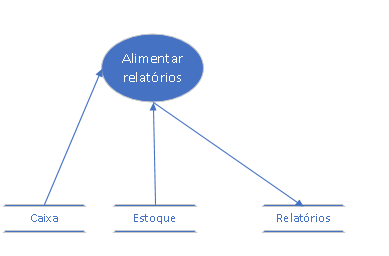 Alimentar
relatórios
Caixa
Estoque
Relatórios